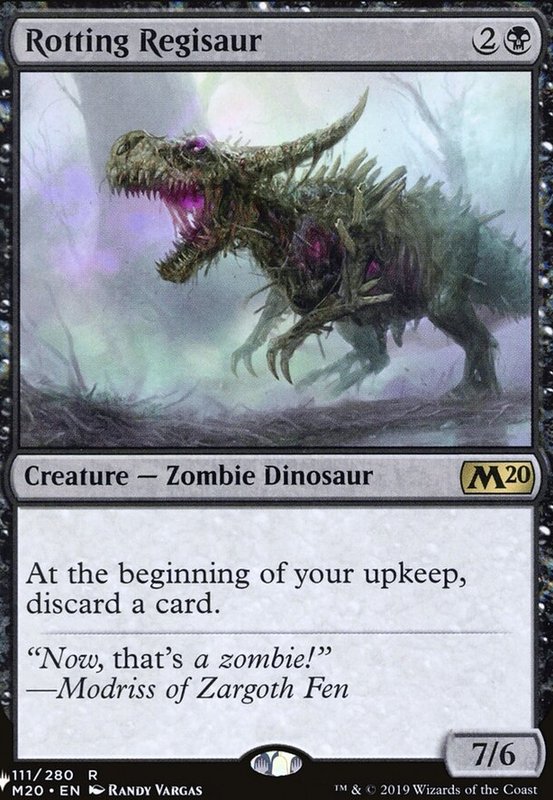 Rotting Regisaur 2
Creature — Zombie Dinosaur M20
At the beginning of your upkeep,
discard a card.
“Now, that’s a zombie!”
—Modriss of Zargoth Fen
7/6
111/280 R
M20 • EN RANDY VARGAS
™ & © 2019 Wizards of the Coast